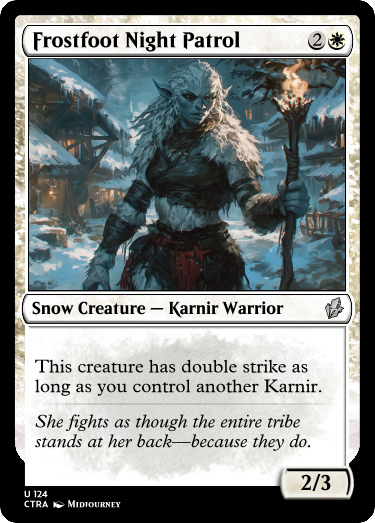 Frostfoot Night Patrol 2
Snow Creature — Karnir Warrior
This creature has double strike as
long as you control another Karnir.
She fights as though the entire tribe
stands at her back—because they do.
2/3
U 124
CTRA Midjourney